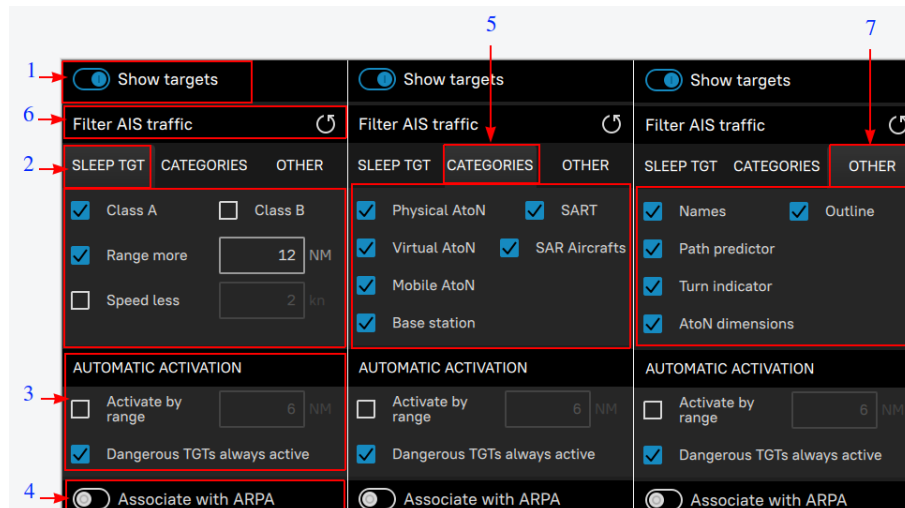 5
7
1
Show targets
Show targets
Show targets
6
Filter AIS traffic
Filter AIS traffic
Filter AIS traffic
2
SLEEP TGT CATEGORIES OTHER
SLEEP TGT CATEGORIES OTHER
SLEEP TGT CATEGORIES OTHER
Class A Class B
Physical AtoN SART
Names Outline
Range more 12 NM
Virtual AtoN SAR Aircrafts
Path predictor
Mobile AtoN
Turn indicator
Speed less 2 kn
Base station
AtoN dimensions
AUTOMATIC ACTIVATION
AUTOMATIC ACTIVATION
AUTOMATIC ACTIVATION
3
Activate by
range 6 NM
Activate by
range 6 NM
Activate by
range 6 NM
Dangerous TGTs always active
Dangerous TGTs always active
Dangerous TGTs always active
4
Associate with ARPA
Associate with ARPA
Associate with ARPA